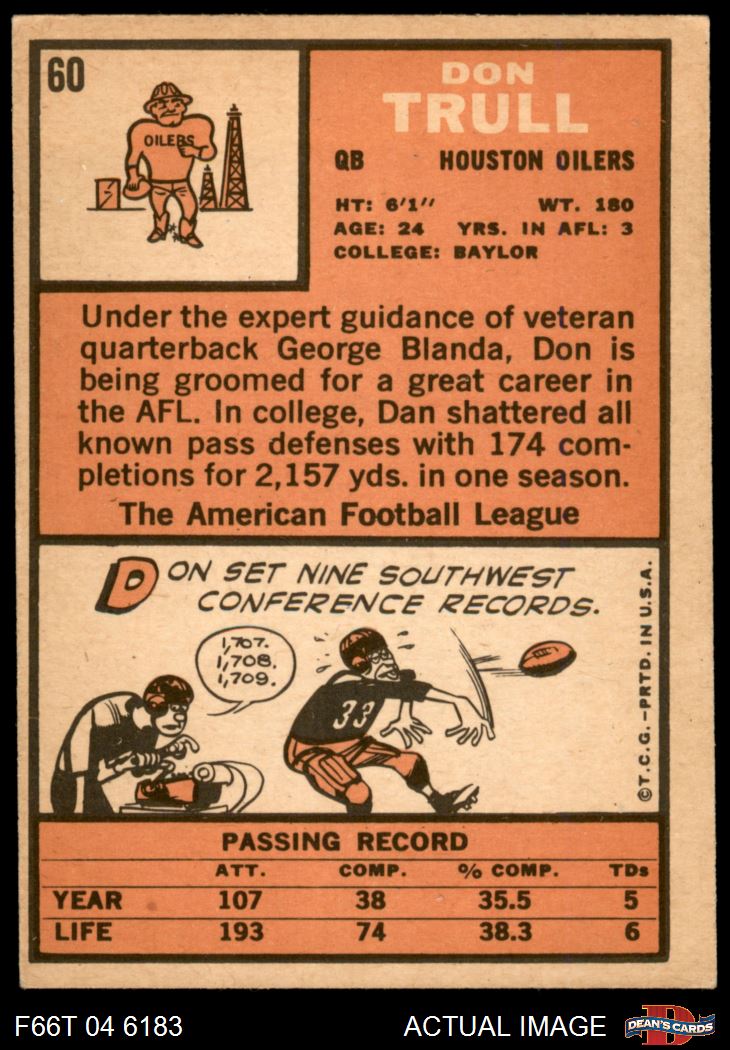 60
OILERS
DON
TRULL
QB HOUSTON OILERS
HT: 6'1" WT. 180
AGE: 24 YRS. IN AFL: 3
COLLEGE: BAYLOR
Under the expert guidance of veteran
quarterback George Blanda, Don is
being groomed for a great career in
the AFL. In college, Dan shattered all
known pass defenses with 174 com-
pletions for 2,157 yds. in one season.
The American Football League
DON SET NINE SOUTHWEST
CONFERENCE RECORDS.
1,707.
1,708.
1,709.
33
©T.C.G.-PRTD. IN U.S.A.
PASSING RECORD
ATT. COMP. % COMP. TDs
YEAR 107 38 35.5 5
LIFE 193 74 38.3 6
F66T 04 6183 ACTUAL IMAGE
D
DEAN'S CARDS